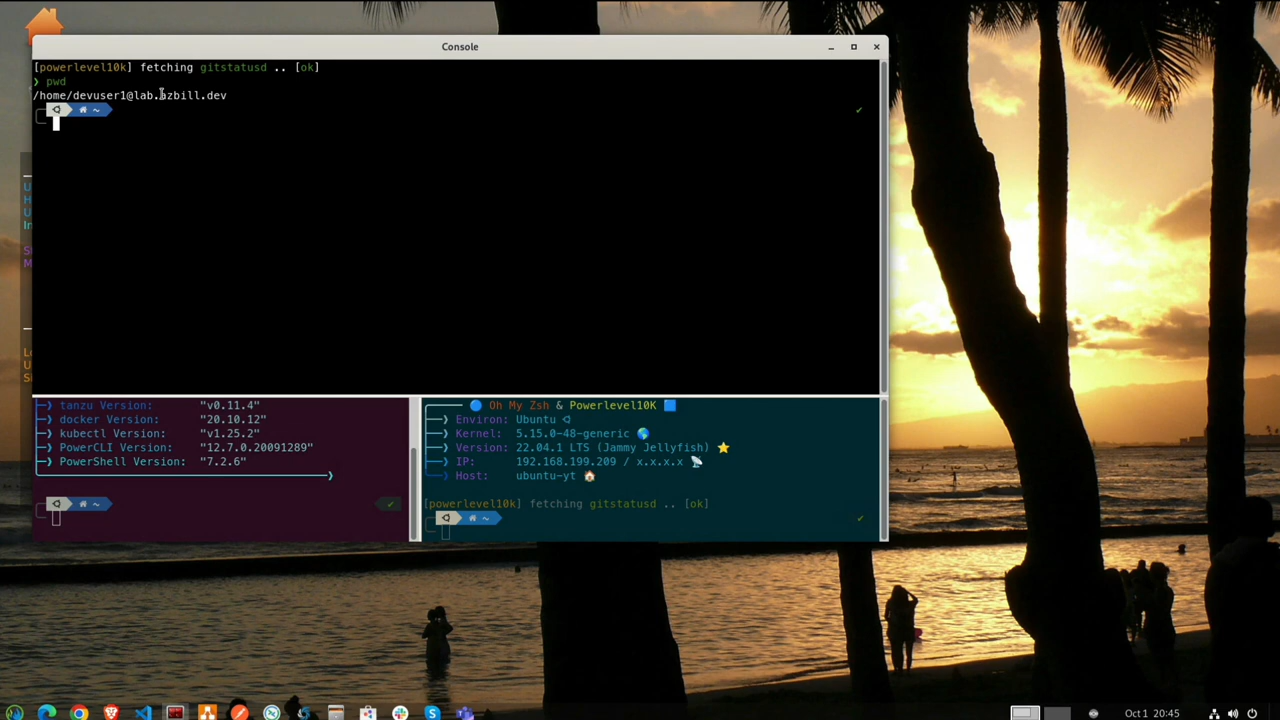 Console
[powerlevel10k] fetching gitstatusd .. [ok]
❯ pwd
/home/devuser1@lab.azbill.dev
~
✔
tanzu Version: "v0.11.4"
docker Version: "20.10.12"
kubectl Version: "v1.25.2"
PowerCLI Version: "12.7.0.20091289"
PowerShell Version: "7.2.6"
~
✔
Oh My Zsh & Powerlevel10K
Environ: Ubuntu
Kernel: 5.15.0-48-generic
Version: 22.04.1 LTS (Jammy Jellyfish)
IP: 192.168.199.209 / x.x.x.x
Host: ubuntu-yt
[powerlevel10k] fetching gitstatusd .. [ok]
~
✔
Oct 1 20:45